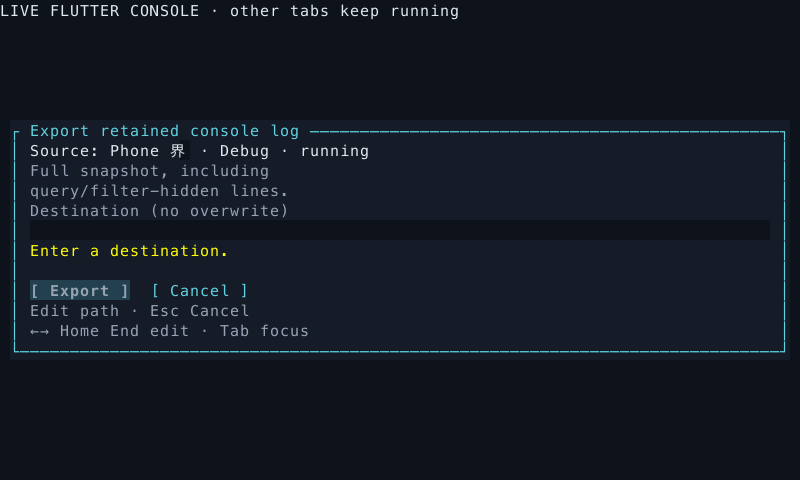 LIVE FLUTTER CONSOLE · other tabs keep running
Export retained console log
Source: Phone 界 · Debug · running
Full snapshot, including
query/filter-hidden lines.
Destination (no overwrite)
Enter a destination.
[ Export ]  [ Cancel ]
Edit path · Esc Cancel
←→ Home End edit · Tab focus